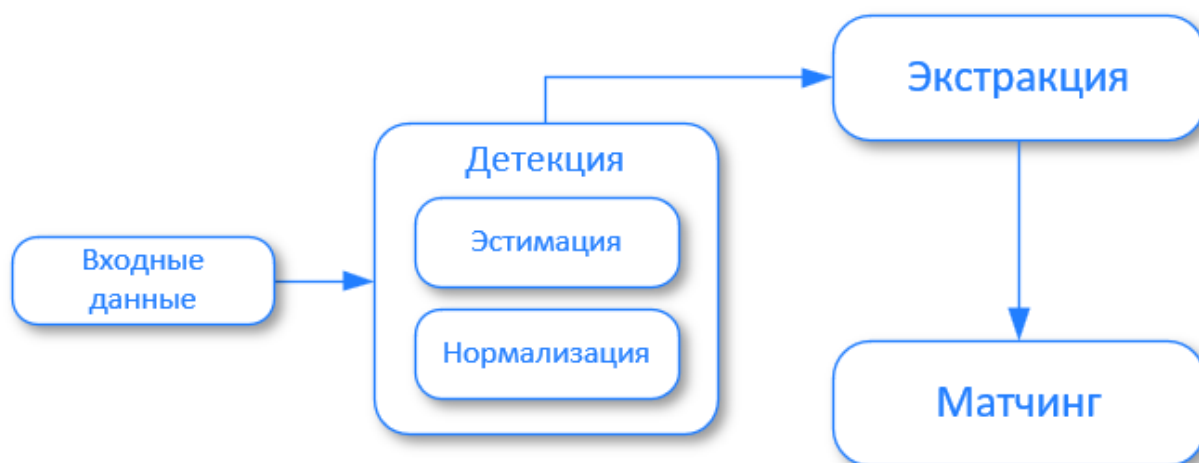 Входные
данные
Детекция
Эстимация
Нормализация
Экстракция
Матчинг